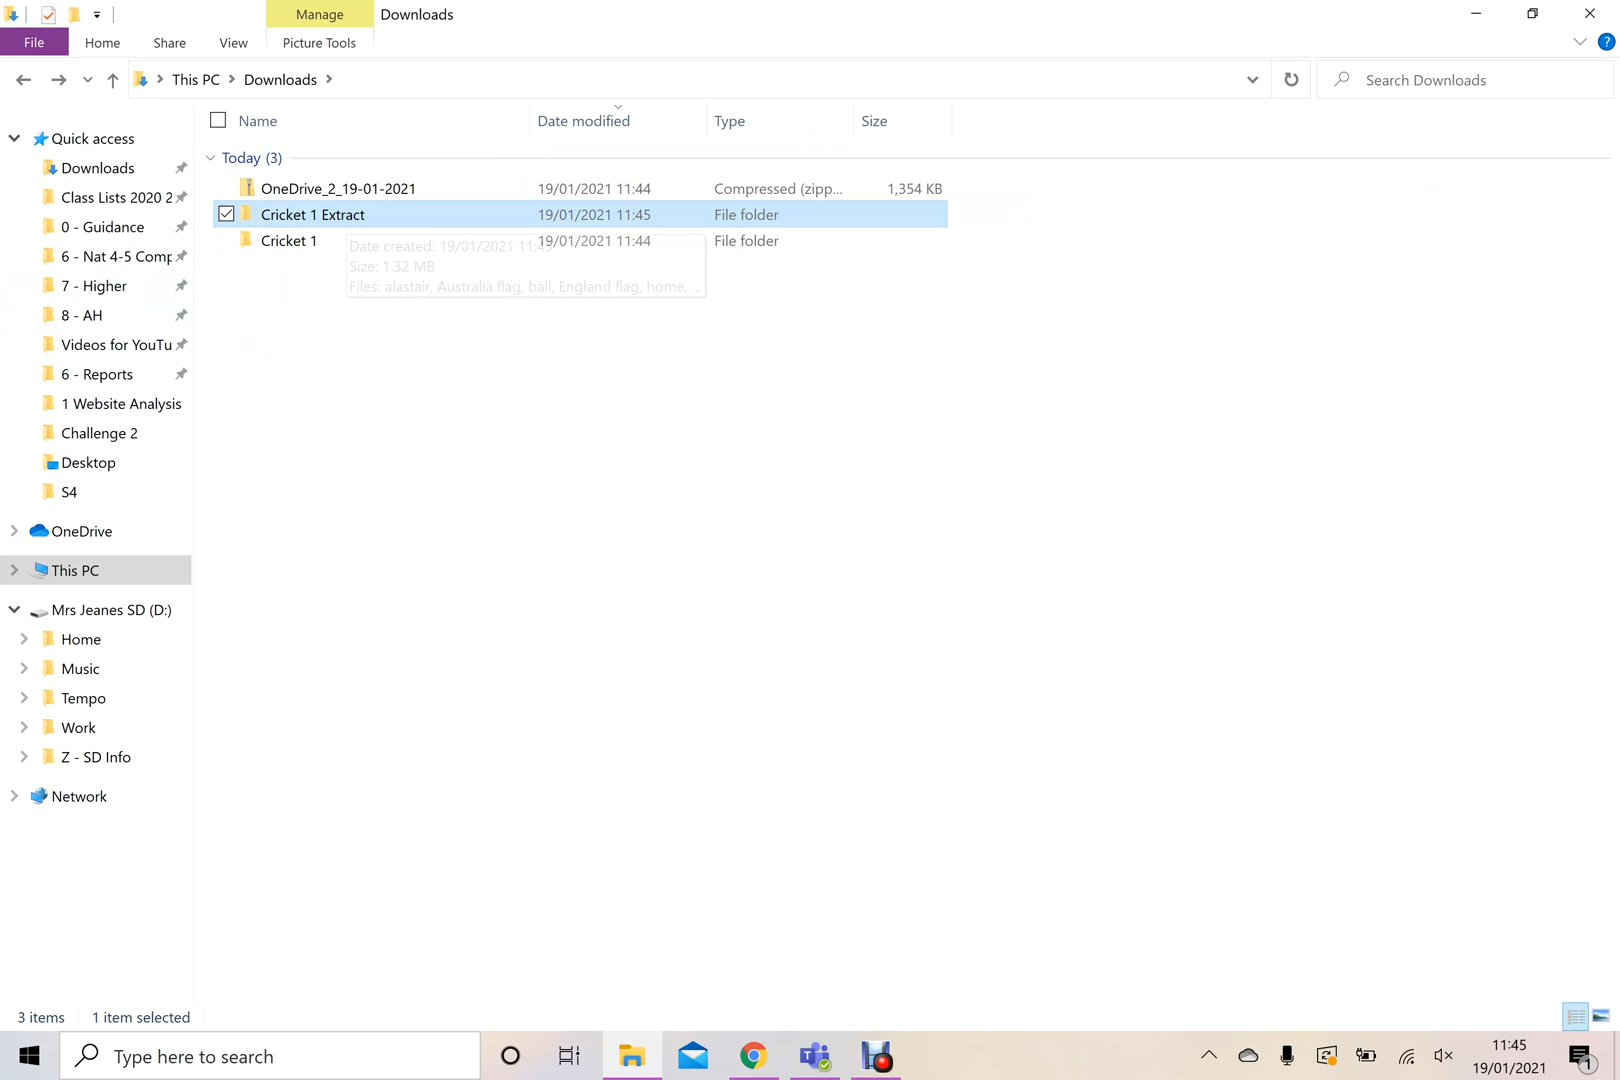 Manage
Downloads
File
Home
Share
View
Picture Tools
?
This PC
Downloads
Search Downloads
Name
Date modified
Type
Size
Today (3)
OneDrive_2_19-01-2021
19/01/2021 11:44
Compressed (zipp...
1,354 KB
Cricket 1 Extract
19/01/2021 11:45
File folder
Cricket 1
19/01/2021 11:44
File folder
Date created: 19/01/2021
Size: 1.32 MB
Files: alastair, Australia flag, ball, England flag, home, ...
Quick access
Downloads
Class Lists 2020 2
0 - Guidance
6 - Nat 4-5 Comp
7 - Higher
8 - AH
Videos for YouTu
6 - Reports
1 Website Analysis
Challenge 2
Desktop
S4
OneDrive
This PC
Mrs Jeanes SD (D:)
Home
Music
Tempo
Work
Z - SD Info
Network
3 items
1 item selected
Type here to search
11:45
19/01/2021
1